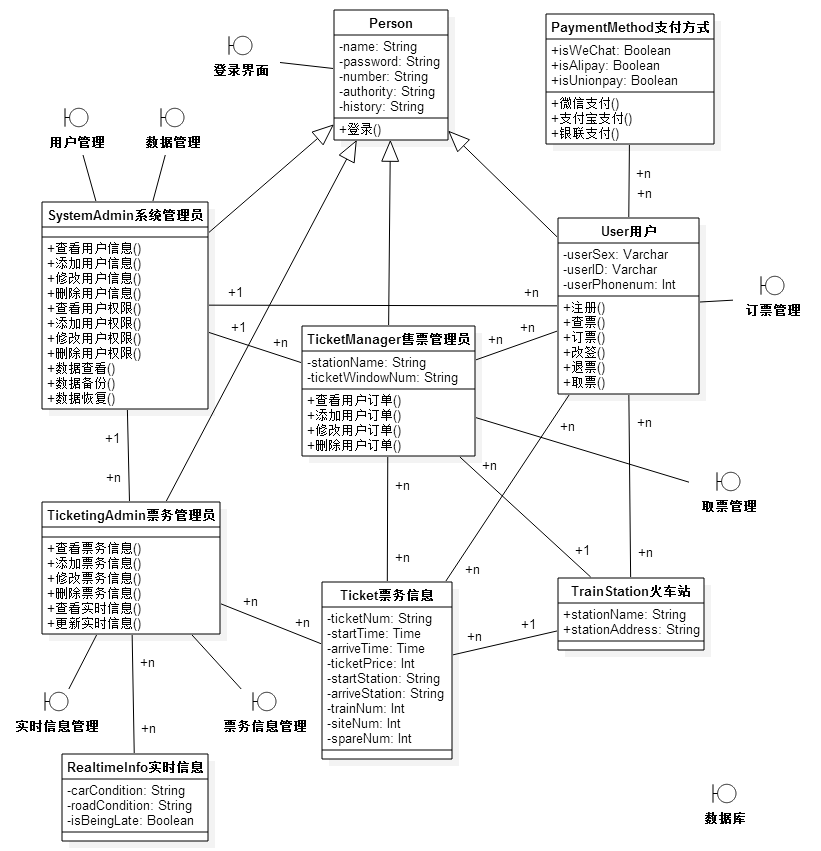 Person
-name: String
-password: String
-number: String
-authority: String
-history: String
+登录()
登录界面
PaymentMethod支付方式
+isWeChat: Boolean
+isAlipay: Boolean
+isUnionpay: Boolean
+微信支付()
+支付宝支付()
+银联支付()
+n
+n
用户管理
数据管理
SystemAdmin系统管理员
+查看用户信息()
+添加用户信息()
+修改用户信息()
+删除用户信息()
+查看用户权限()
+添加用户权限()
+修改用户权限()
+删除用户权限()
+数据查看()
+数据备份()
+数据恢复()
User用户
-userSex: Varchar
-userID: Varchar
-userPhonenum: Int
+注册()
+查票()
+订票()
+改签()
+退票()
+取票()
订票管理
+1
+n
+1
+n
+n
+n
TicketManager售票管理员
-stationName: String
-ticketWindowNum: String
+查看用户订单()
+添加用户订单()
+修改用户订单()
+删除用户订单()
+1
+n
+n
+n
+n
+n
取票管理
TicketingAdmin票务管理员
+查看票务信息()
+添加票务信息()
+修改票务信息()
+删除票务信息()
+查看实时信息()
+更新实时信息()
+n
+1
+n
+n
Ticket票务信息
-ticketNum: String
-startTime: Time
-arriveTime: Time
-ticketPrice: Int
-startStation: String
-arriveStation: String
-trainNum: Int
-siteNum: Int
-spareNum: Int
TrainStation火车站
+stationName: String
+stationAddress: String
+n
+n
+n
+1
+n
+n
实时信息管理
票务信息管理
RealtimeInfo实时信息
-carCondition: String
-roadCondition: String
-isBeingLate: Boolean
数据库